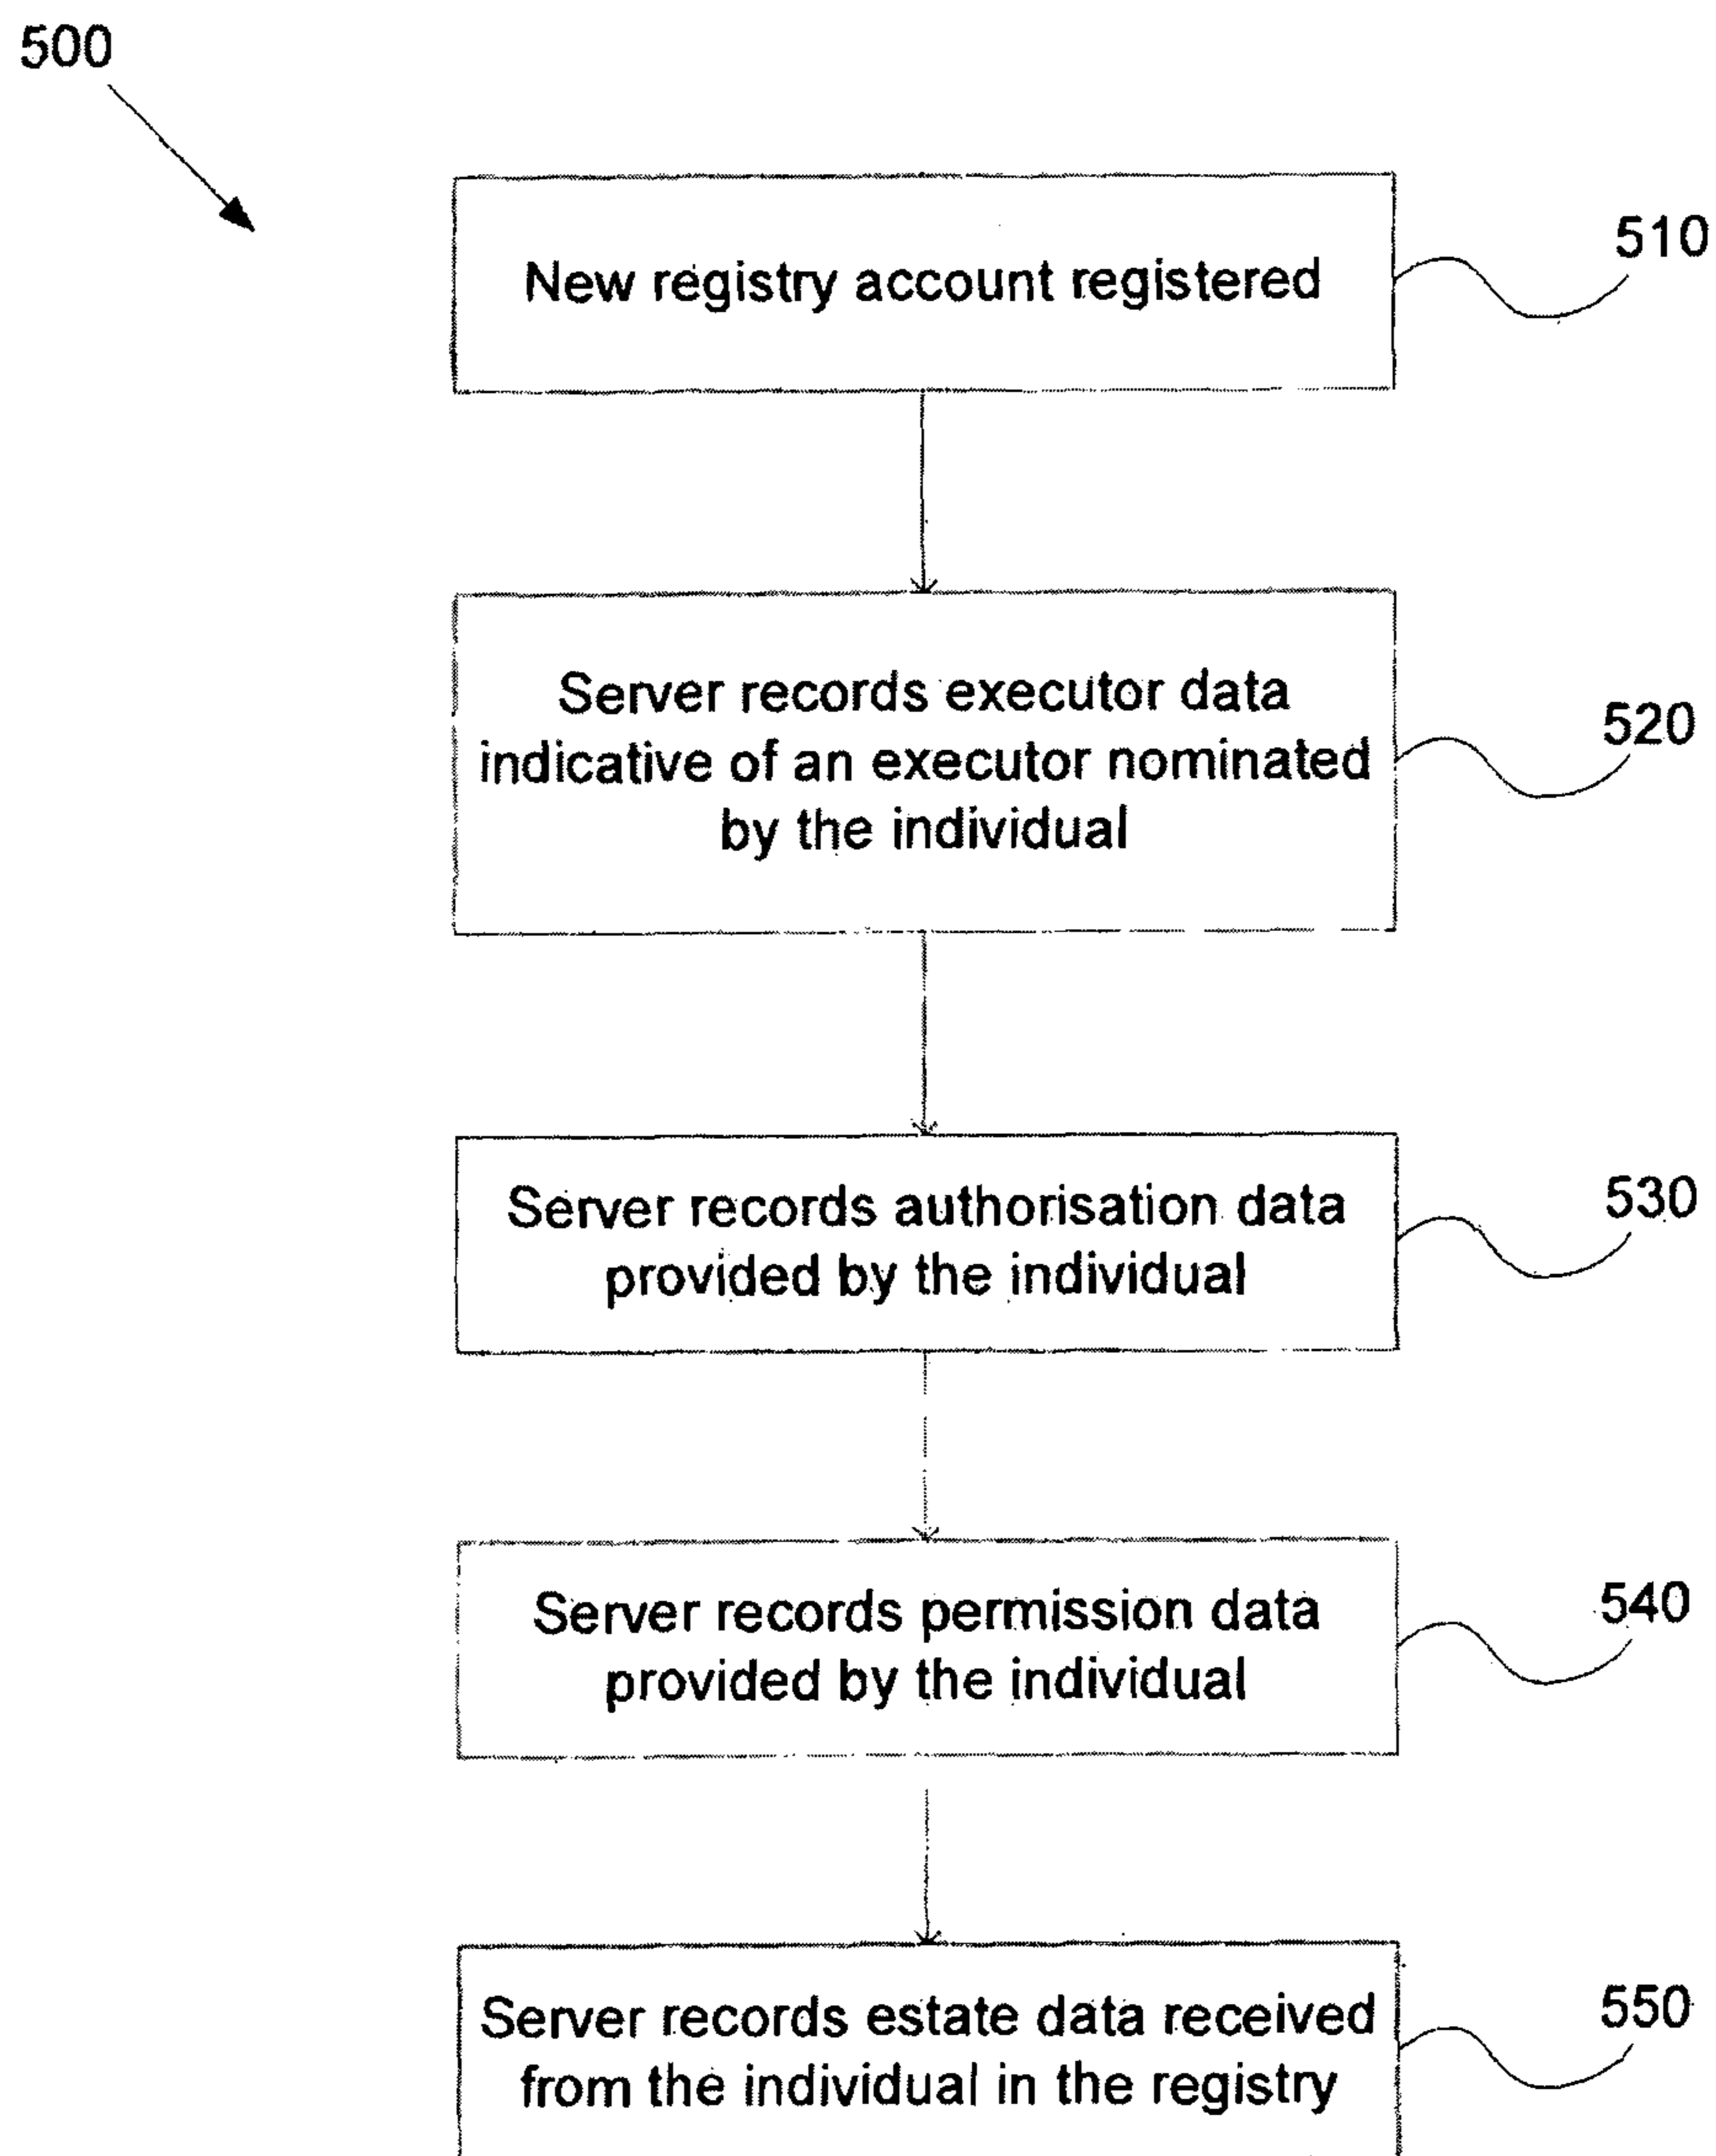 500
New registry account registered
510
Server records executor data
indicative of an executor nominated
by the individual
520
Server records authorisation data
provided by the individual
530
Server records permission data
provided by the individual
540
Server records estate data received
from the individual in the registry
550